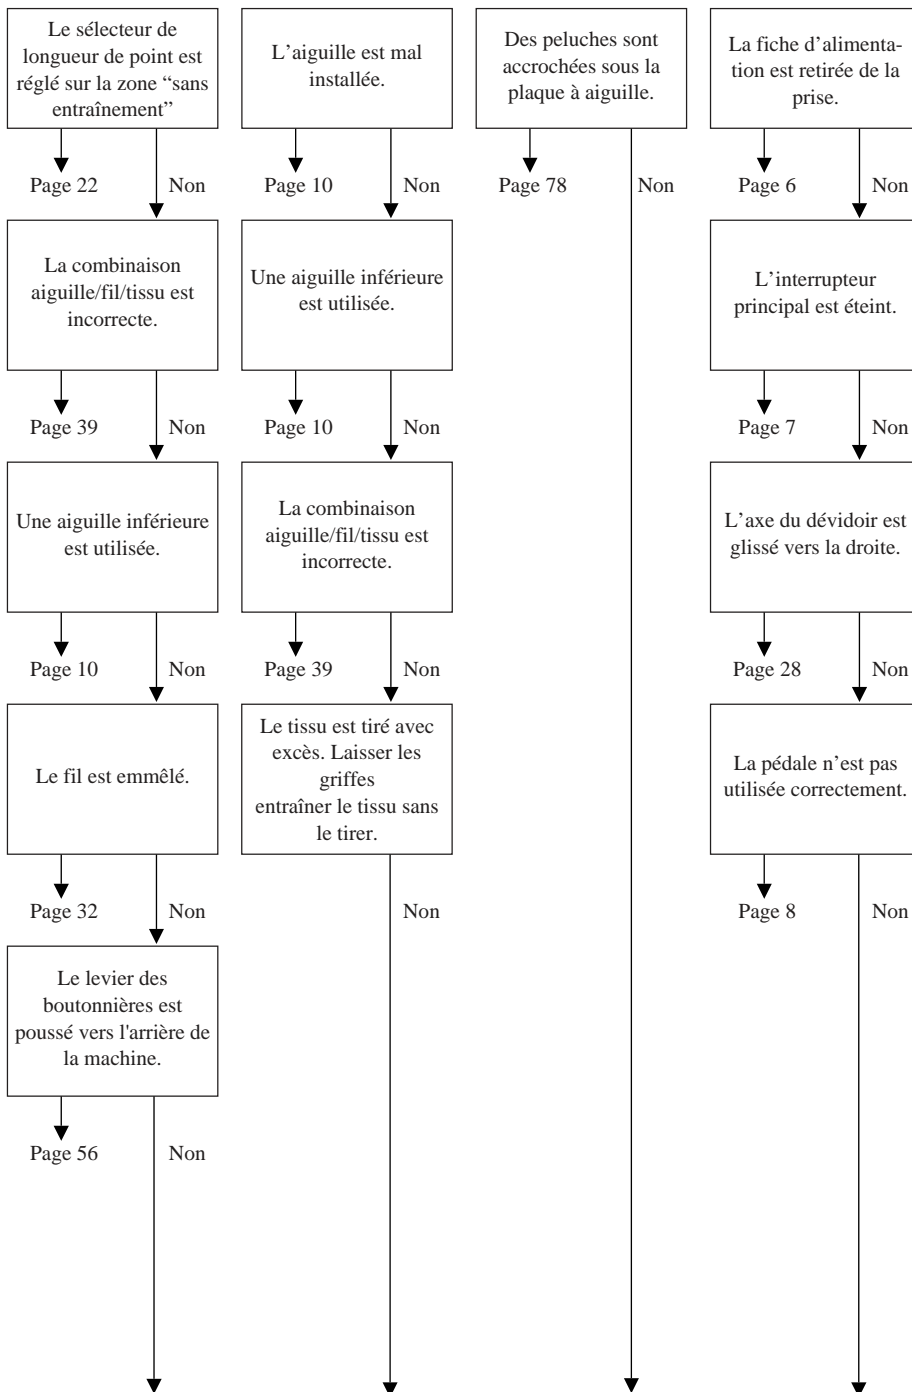 Le sélecteur de
longueur de point est
réglé sur la zone “sans
entraînement”
Page 22
Non
La combinaison
aiguille/fil/tissu est
incorrecte.
Page 39
Non
Une aiguille inférieure
est utilisée.
Page 10
Non
Le fil est emmêlé.
Page 32
Non
Le levier des
boutonnières est
poussé vers l'arrière de
la machine.
Page 56
Non
L’aiguille est mal
installée.
Page 10
Non
Une aiguille inférieure
est utilisée.
Page 10
Non
La combinaison
aiguille/fil/tissu est
incorrecte.
Page 39
Non
Le tissu est tiré avec
excès. Laisser les
griffes
entraîner le tissu sans
le tirer.
Non
Des peluches sont
accrochées sous la
plaque à aiguille.
Page 78
Non
La fiche d’alimenta-
tion est retirée de la
prise.
Page 6
Non
L’interrupteur
principal est éteint.
Page 7
Non
L’axe du dévidoir est
glissé vers la droite.
Page 28
Non
La pédale n’est pas
utilisée correctement.
Page 8
Non